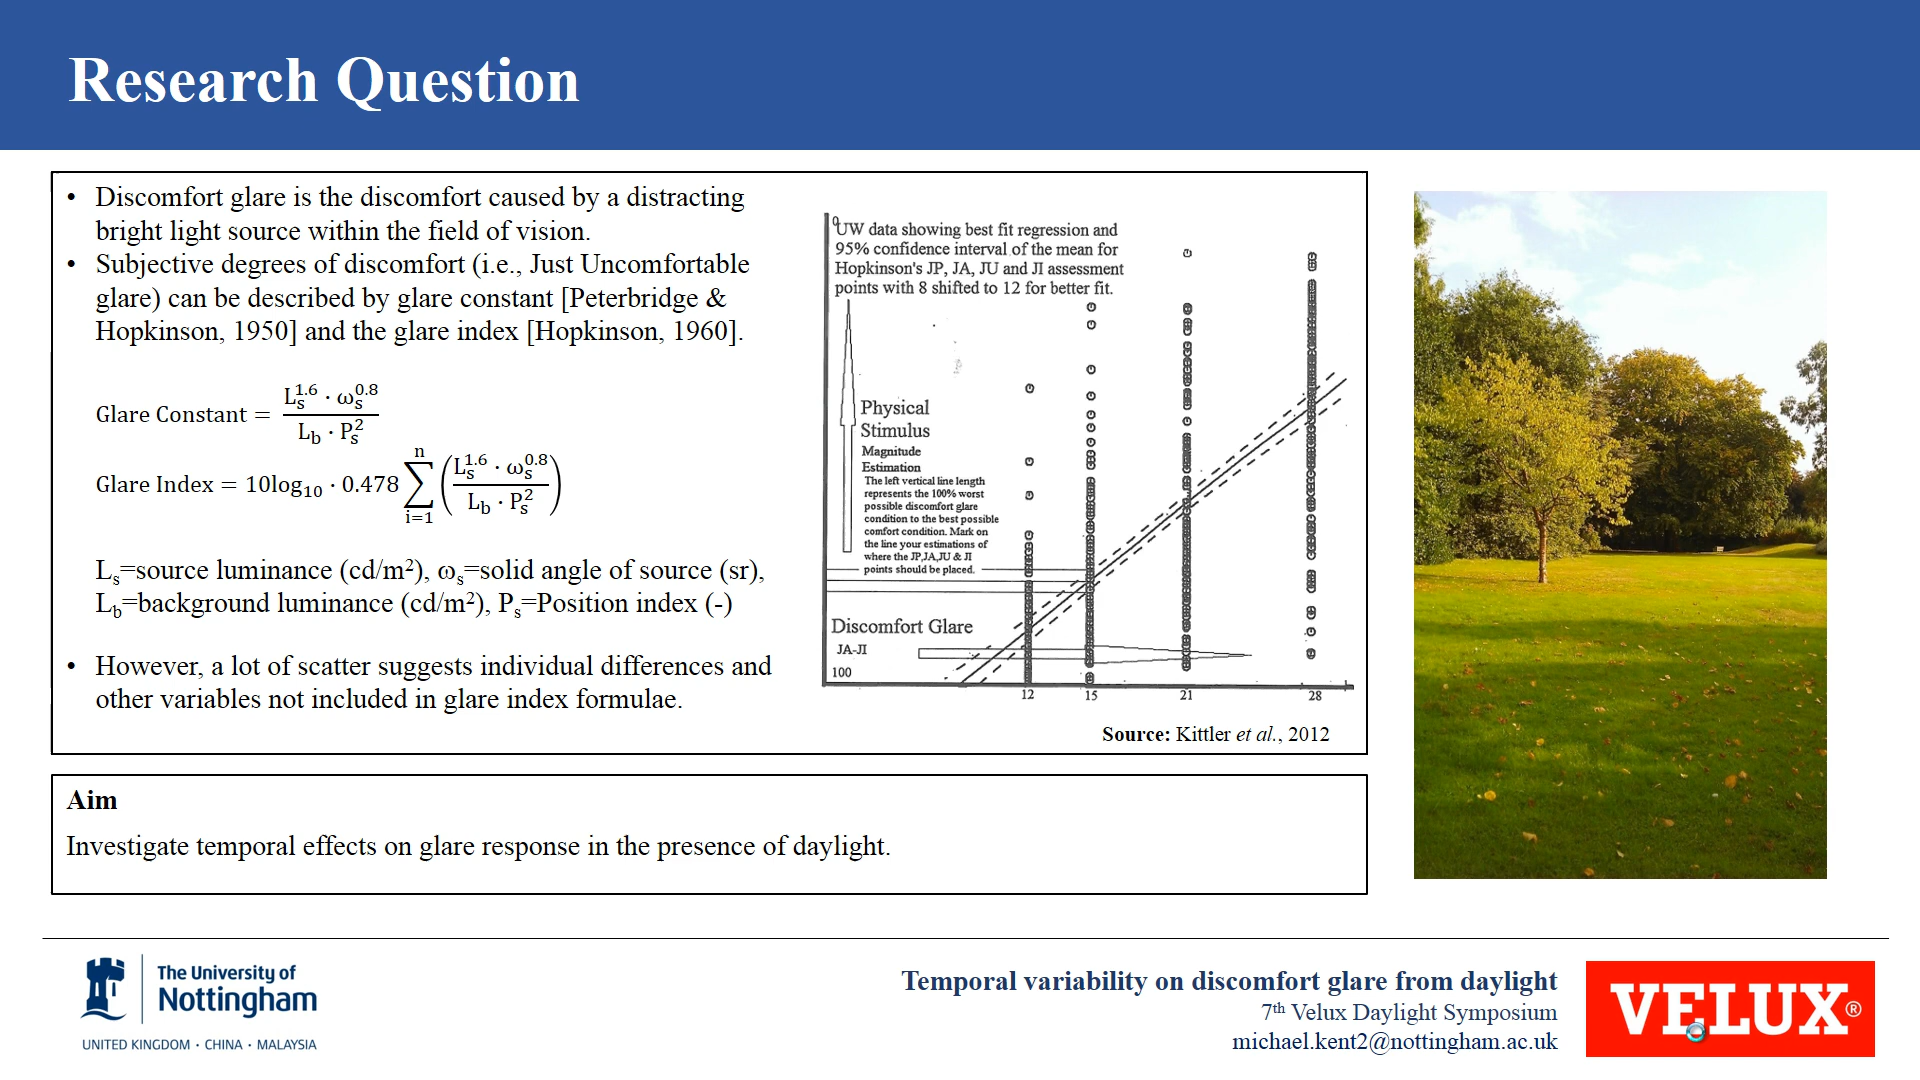 Research Question
• Discomfort glare is the discomfort caused by a distracting
bright light source within the field of vision.
• Subjective degrees of discomfort (i.e., Just Uncomfortable
glare) can be described by glare constant [Peterbridge &
Hopkinson, 1950] and the glare index [Hopkinson, 1960].
Glare Constant = (L_s^1.6 · ω_s^0.8) / (L_b · P_s^2)
Glare Index = 10log₁₀ · 0.478 ∑_{i=1}^{n} ((L_s^1.6 · ω_s^0.8) / (L_b · P_s^2))
Lₛ=source luminance (cd/m²), ωₛ=solid angle of source (sr),
L_b=background luminance (cd/m²), Pₛ=Position index (-)
• However, a lot of scatter suggests individual differences and
other variables not included in glare index formulae.
0
UW data showing best fit regression and
95% confidence interval of the mean for
Hopkinson's JP, JA, JU and JI assessment
points with 8 shifted to 12 for better fit.
Physical
Stimulus
Magnitude
Estimation
The left vertical line length
represents the 100% worst
possible discomfort glare
condition to the best possible
comfort condition. Mark on
the line your estimations of
where the JP,JA,JU & JI
points should be placed.
Discomfort Glare
JA-JI
100
12 15 21 28
Source: Kittler et al., 2012
Aim
Investigate temporal effects on glare response in the presence of daylight.
The University of
Nottingham
UNITED KINGDOM · CHINA · MALAYSIA
Temporal variability on discomfort glare from daylight
7th Velux Daylight Symposium
michael.kent2@nottingham.ac.uk
VELUX®